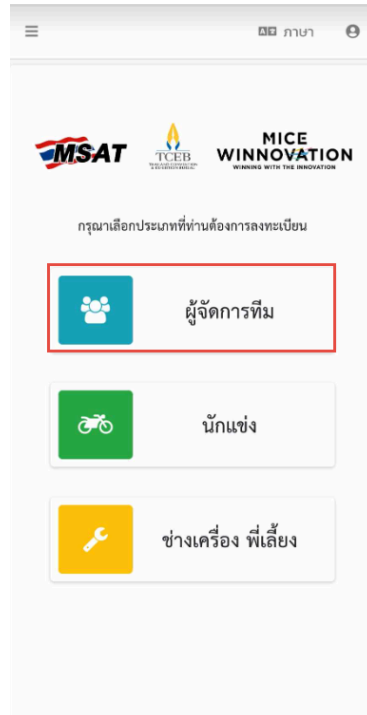 ภาษา
MSAT
TCEB
MICE
WINNOVATION
WINNING WITH THE INNOVATION
กรุณาเลือกประเภทที่ท่านต้องการลงทะเบียน
ผู้จัดการทีม
นักแข่ง
ช่างเครื่อง พี่เลี้ยง